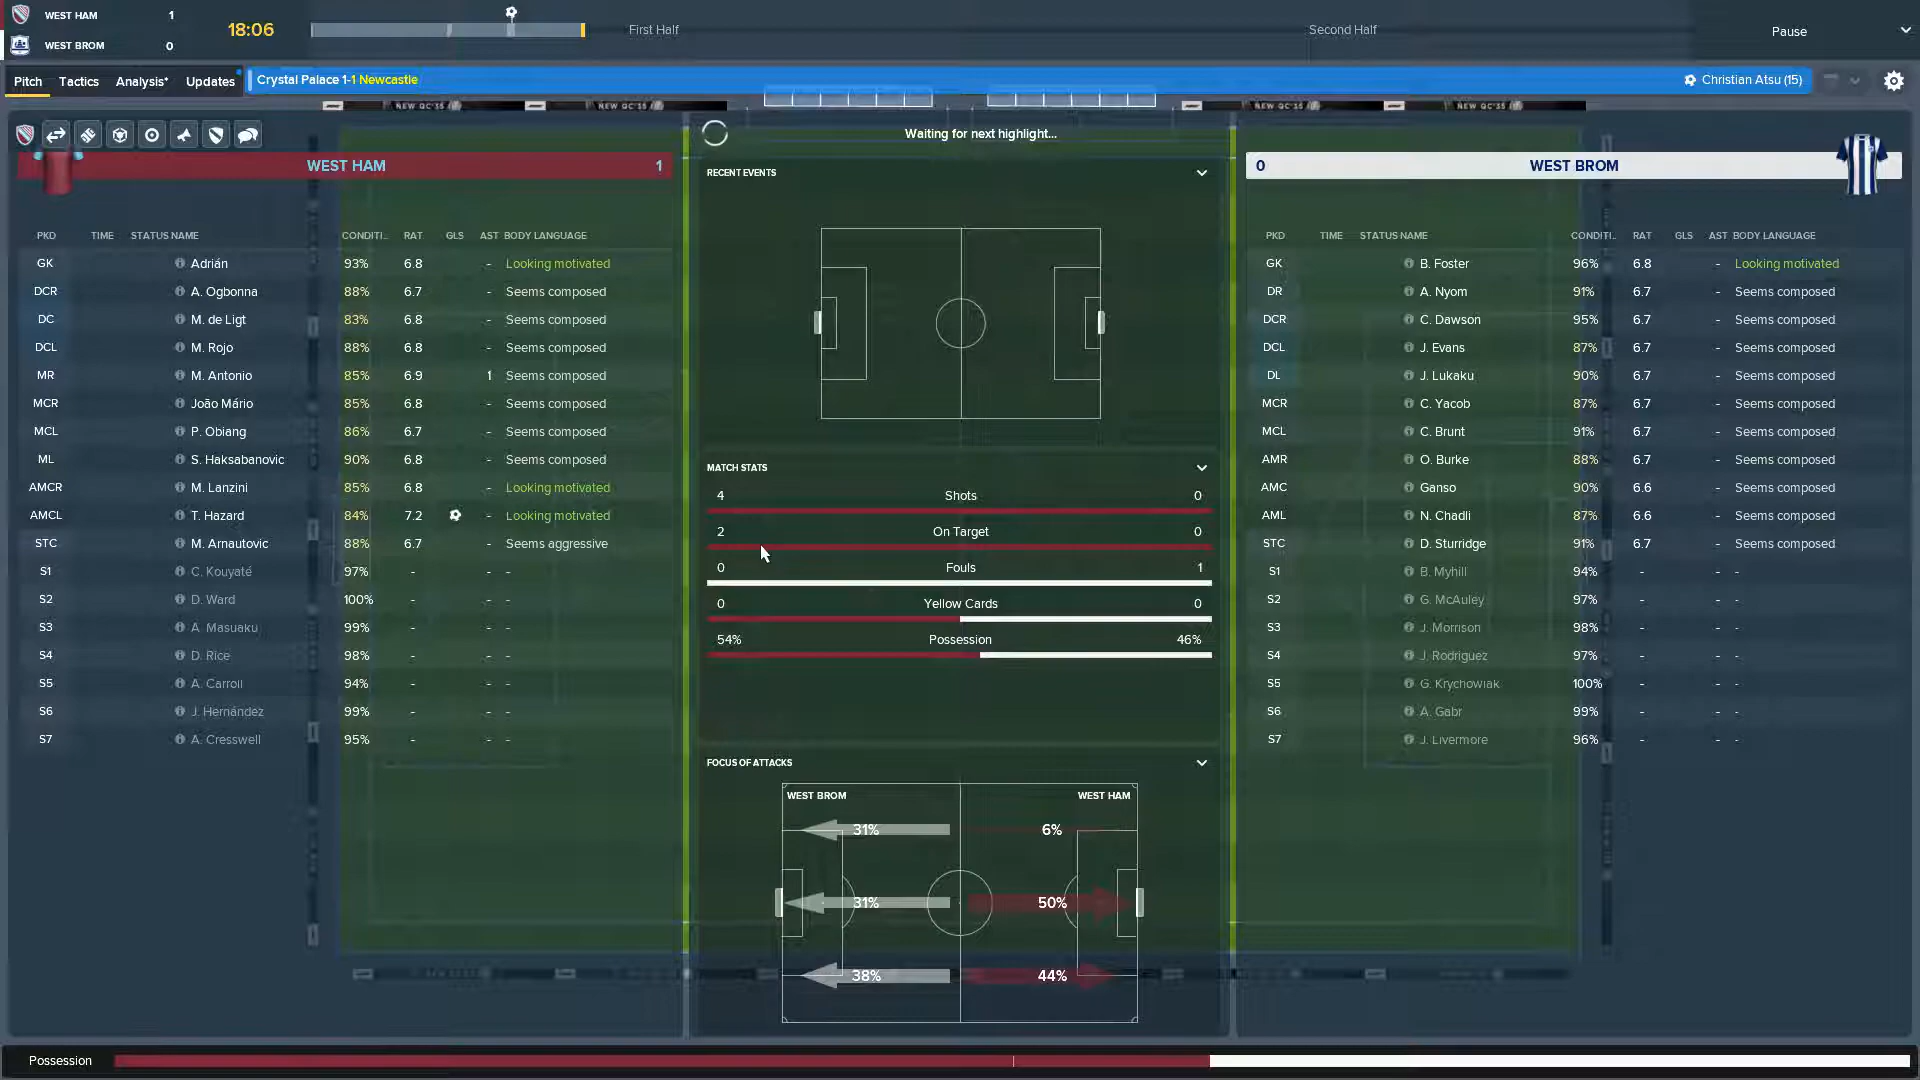 WEST HAM 1
WEST BROM 0
18:06
First Half
Second Half
Pause
Pitch Tactics Analysis* Updates
Crystal Palace 1-1 Newcastle
Christian Atsu (15)
NEW GC'35 NEW GC'35 NEW GC'35 NEW GC'35
WEST HAM 1
PKD TIME STATUS NAME CONDITI... RAT GLS AST BODY LANGUAGE
GK Adrián 93% 6.8 - Looking motivated
DCR A. Ogbonna 88% 6.7 - Seems composed
DC M. de Ligt 83% 6.8 - Seems composed
DCL M. Rojo 88% 6.8 - Seems composed
MR M. Antonio 85% 6.9 1 Seems composed
MCR João Mário 85% 6.8 - Seems composed
MCL P. Obiang 86% 6.7 - Seems composed
ML S. Haksabanovic 90% 6.8 - Seems composed
AMCR M. Lanzini 85% 6.8 - Looking motivated
AMCL T. Hazard 84% 7.2 - Looking motivated
STC M. Arnautovic 88% 6.7 - Seems aggressive
S1 C. Kouyaté 97% - - -
S2 D. Ward 100% - - -
S3 A. Masuaku 99% - - -
S4 D. Rice 98% - - -
S5 A. Carroll 94% - - -
S6 J. Hernández 99% - - -
S7 A. Cresswell 95% - - -
Waiting for next highlight...
RECENT EVENTS
MATCH STATS
4 Shots 0
2 On Target 0
0 Fouls 1
0 Yellow Cards 0
54% Possession 46%
FOCUS OF ATTACKS
WEST BROM WEST HAM
31% 6%
31% 50%
38% 44%
0 WEST BROM
PKD TIME STATUS NAME CONDITI... RAT GLS AST BODY LANGUAGE
GK B. Foster 96% 6.8 - Looking motivated
DR A. Nyom 91% 6.7 - Seems composed
DCR C. Dawson 95% 6.7 - Seems composed
DCL J. Evans 87% 6.7 - Seems composed
DL J. Lukaku 90% 6.7 - Seems composed
MCR C. Yacob 87% 6.7 - Seems composed
MCL C. Brunt 91% 6.7 - Seems composed
AMR O. Burke 88% 6.7 - Seems composed
AMC Ganso 90% 6.6 - Seems composed
AML N. Chadli 87% 6.6 - Seems composed
STC D. Sturridge 91% 6.7 - Seems composed
S1 B. Myhill 94% - - -
S2 G. McAuley 97% - - -
S3 J. Morrison 98% - - -
S4 J. Rodriguez 97% - - -
S5 G. Krychowiak 100% - - -
S6 A. Gabr 99% - - -
S7 J. Livermore 96% - - -
Possession